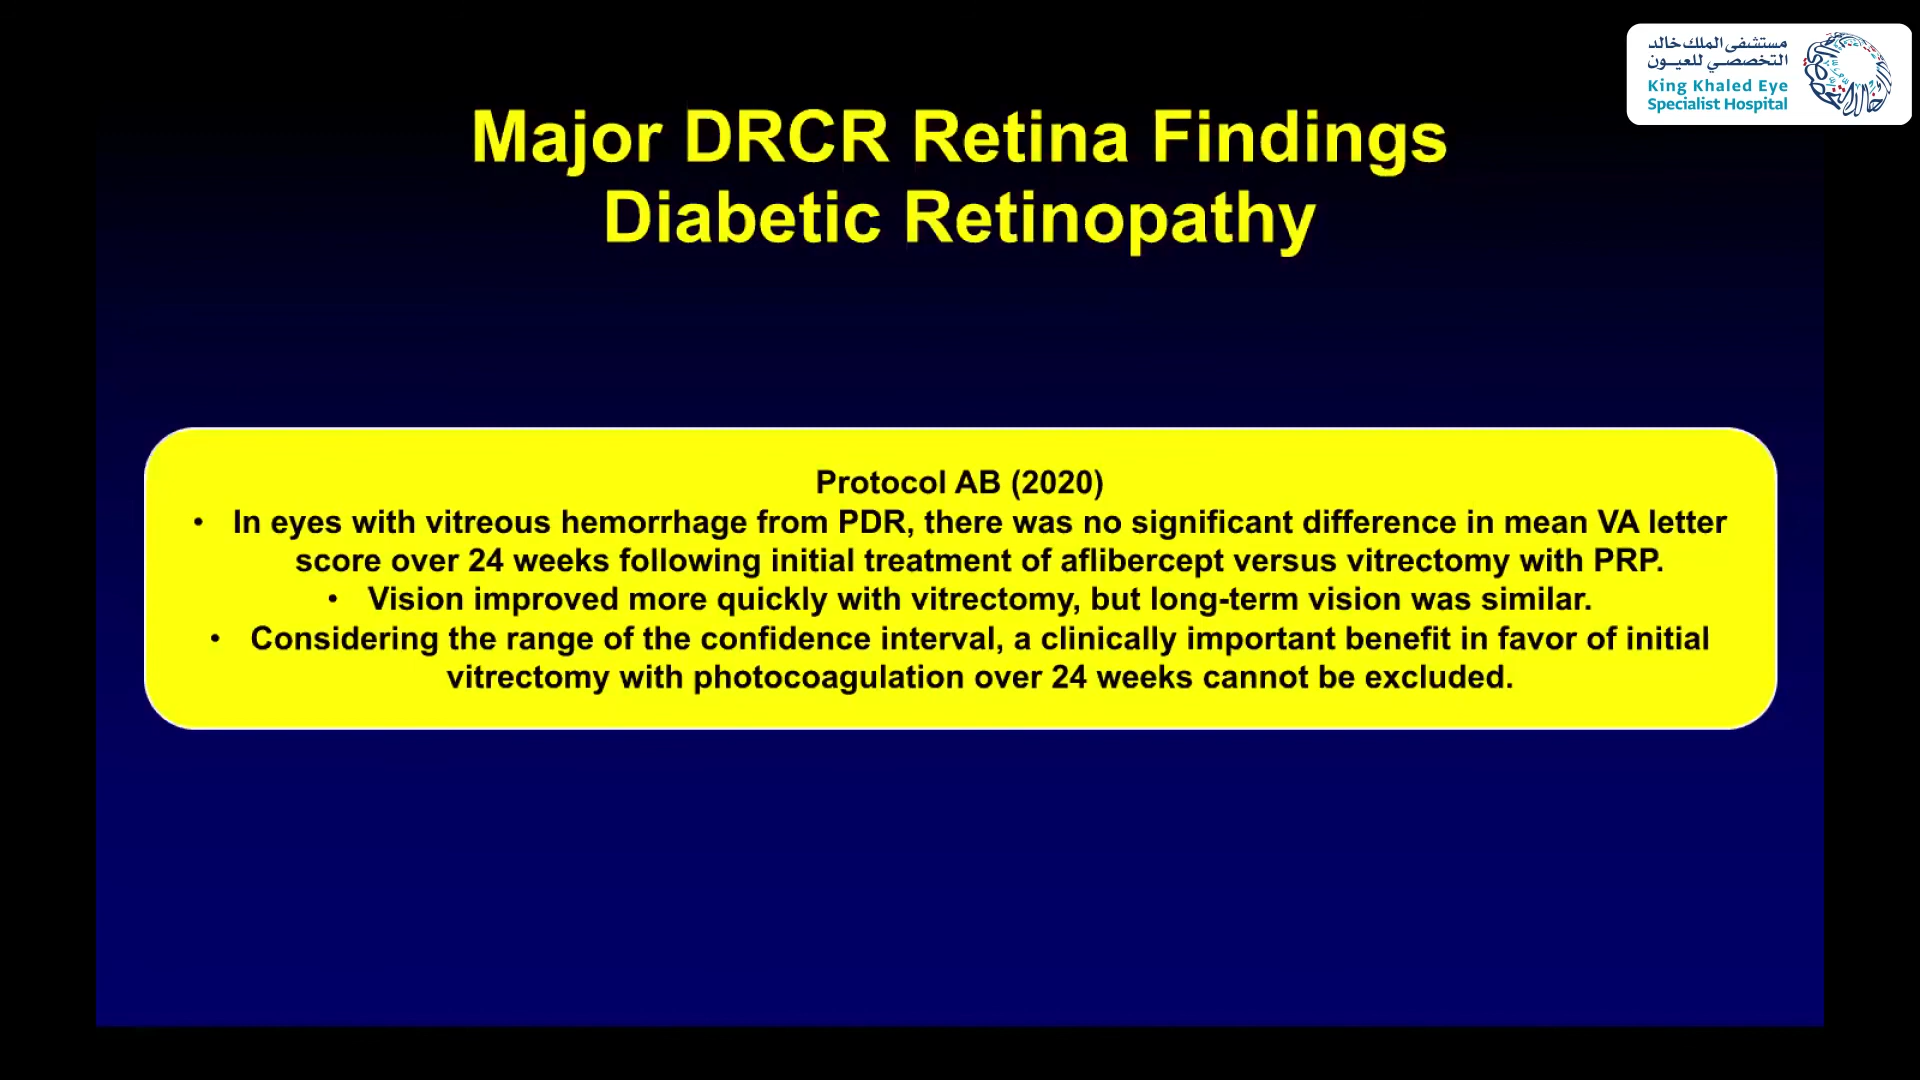 مستشفى الملك خالد
التخصصي للعيون
King Khaled Eye
Specialist Hospital
Major DRCR Retina Findings
Diabetic Retinopathy
Protocol AB (2020)
• In eyes with vitreous hemorrhage from PDR, there was no significant difference in mean VA letter
score over 24 weeks following initial treatment of aflibercept versus vitrectomy with PRP.
• Vision improved more quickly with vitrectomy, but long-term vision was similar.
• Considering the range of the confidence interval, a clinically important benefit in favor of initial
vitrectomy with photocoagulation over 24 weeks cannot be excluded.